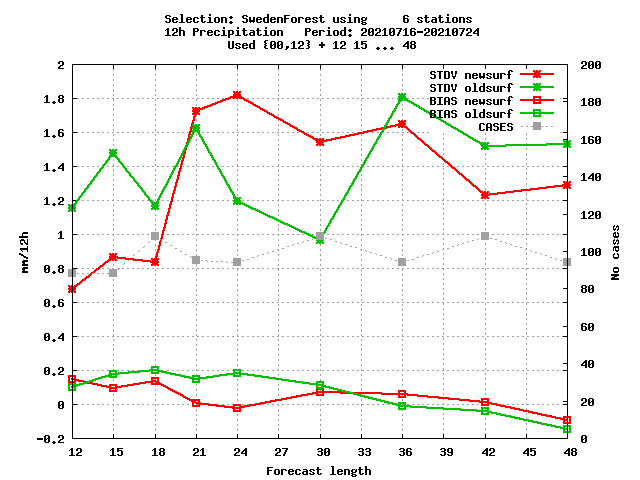 Selection: SwedenForest using     6 stations
12h Precipitation   Period: 20210716-20210724
Used {00,12} + 12 15 ... 48
STDV newsurf
STDV oldsurf
BIAS newsurf
BIAS oldsurf
CASES
2
1.8
1.6
1.4
1.2
1
0.8
0.6
0.4
0.2
0
-0.2
mm/12h
200
180
160
140
120
100
80
60
40
20
0
No cases
12 15 18 21 24 27 30 33 36 39 42 45 48
Forecast length